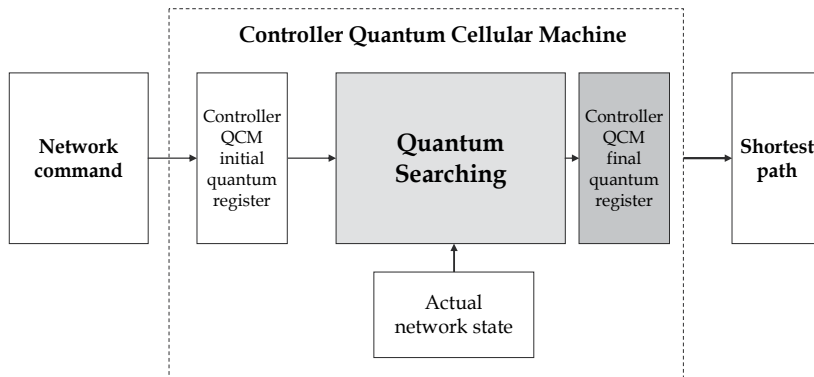 Controller Quantum Cellular Machine
Network
command
Controller
QCM
initial
quantum
register
Quantum
Searching
Controller
QCM
final
quantum
register
Shortest
path
Actual
network state